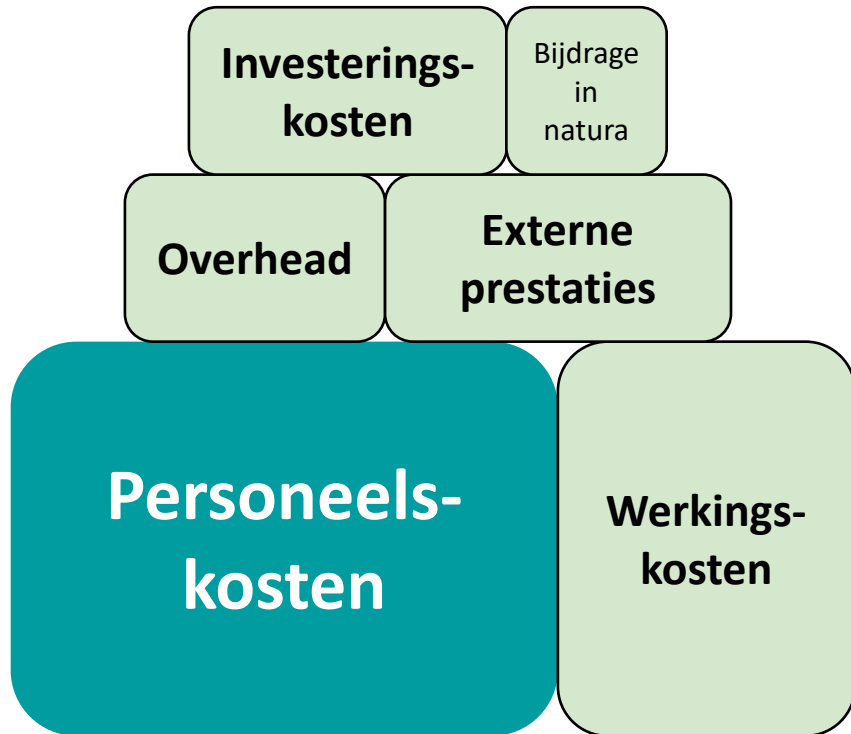 Investerings-
kosten
Bijdrage
in
natura
Overhead
Externe
prestaties
Personeels-
kosten
Werkings-
kosten